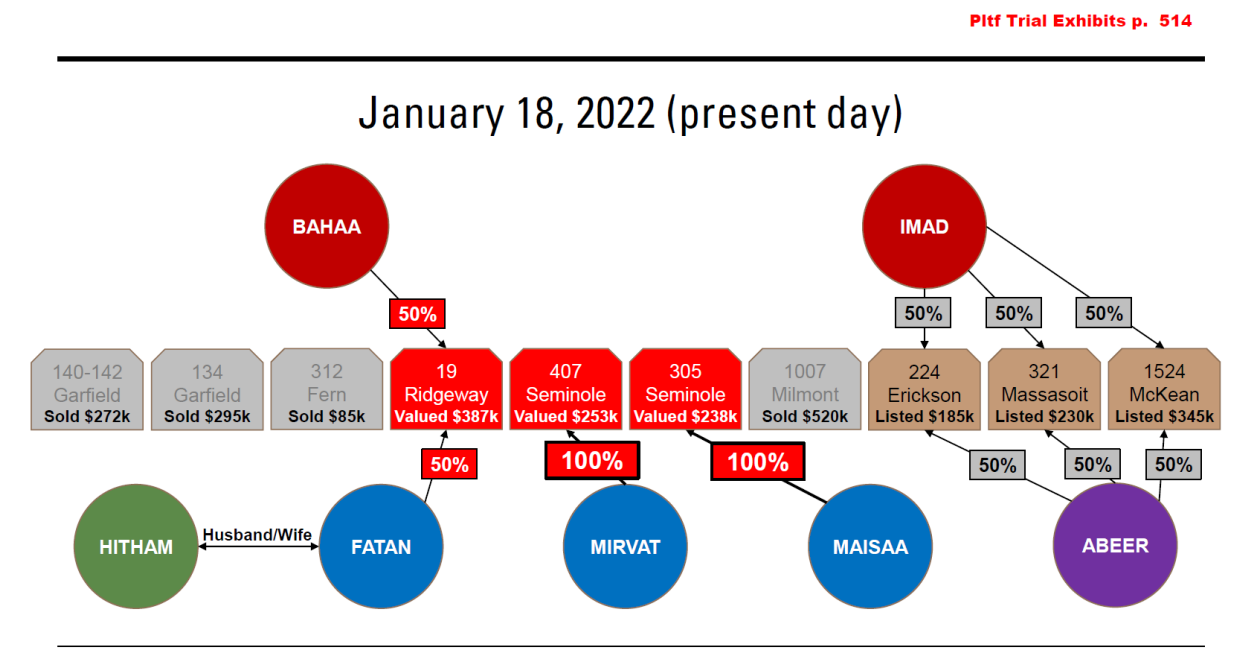 Pltf Trial Exhibits p. 514
January 18, 2022 (present day)
BAHAA
IMAD
50%
50%
50%
50%
140-142
Garfield
Sold $272k
134
Garfield
Sold $295k
312
Fern
Sold $85k
19
Ridgeway
Valued $387k
407
Seminole
Valued $253k
305
Seminole
Valued $238k
1007
Milmont
Sold $520k
224
Erickson
Listed $185k
321
Massasoit
Listed $230k
1524
McKean
Listed $345k
50%
100%
100%
50%
50%
50%
HITHAM
Husband/Wife
FATAN
MIRVAT
MAISAA
ABEER